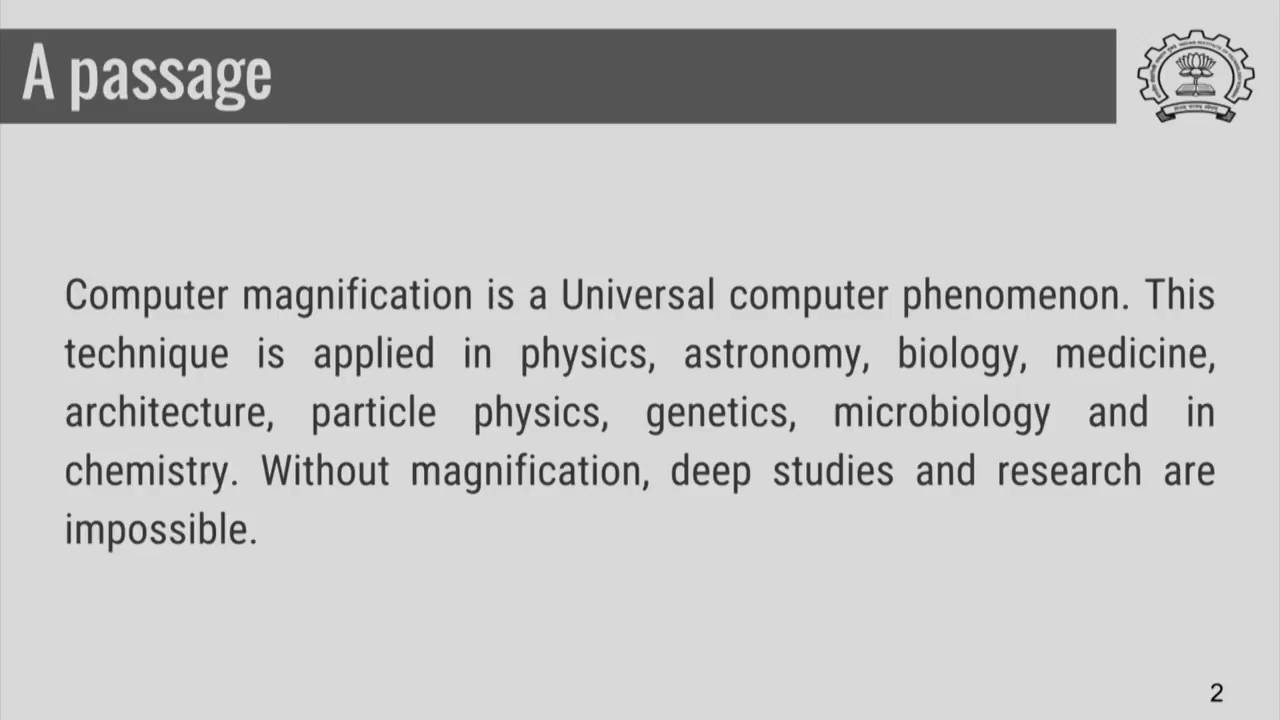 A passage
Computer magnification is a Universal computer phenomenon. This
technique is applied in physics, astronomy, biology, medicine,
architecture, particle physics, genetics, microbiology and in
chemistry. Without magnification, deep studies and research are
impossible.
2